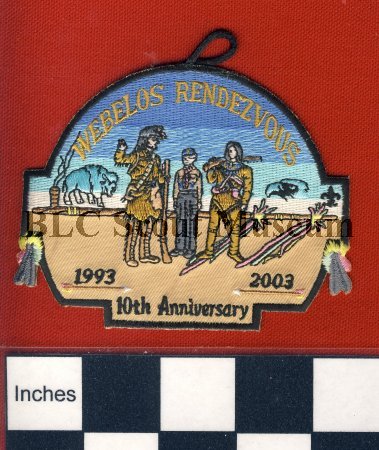 WEBELOS RENDEZVOUS
BLC Scout Museum
1993 2003
10th Anniversary
Inches